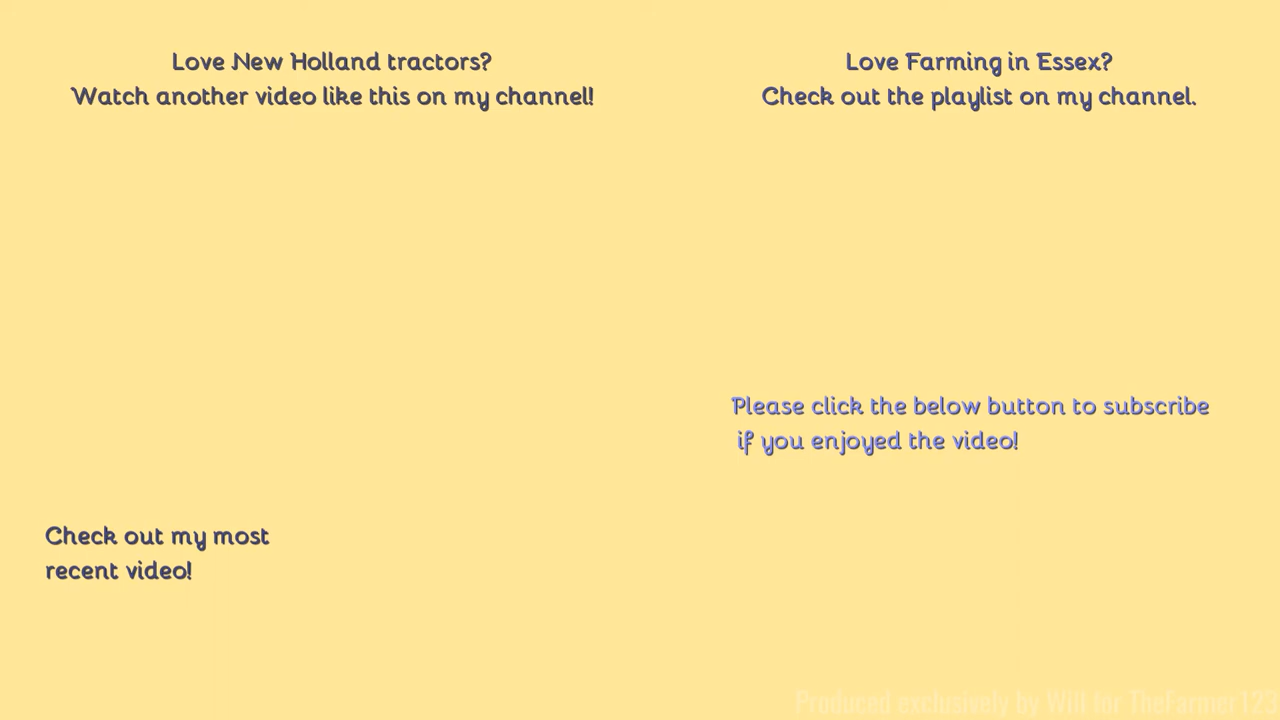 Love New Holland tractors?
Watch another video like this on my channel!
Love Farming in Essex?
Check out the playlist on my channel.
Please click the below button to subscribe
if you enjoyed the video!
Check out my most
recent video!
Produced exclusively by Will for TheFarmer123